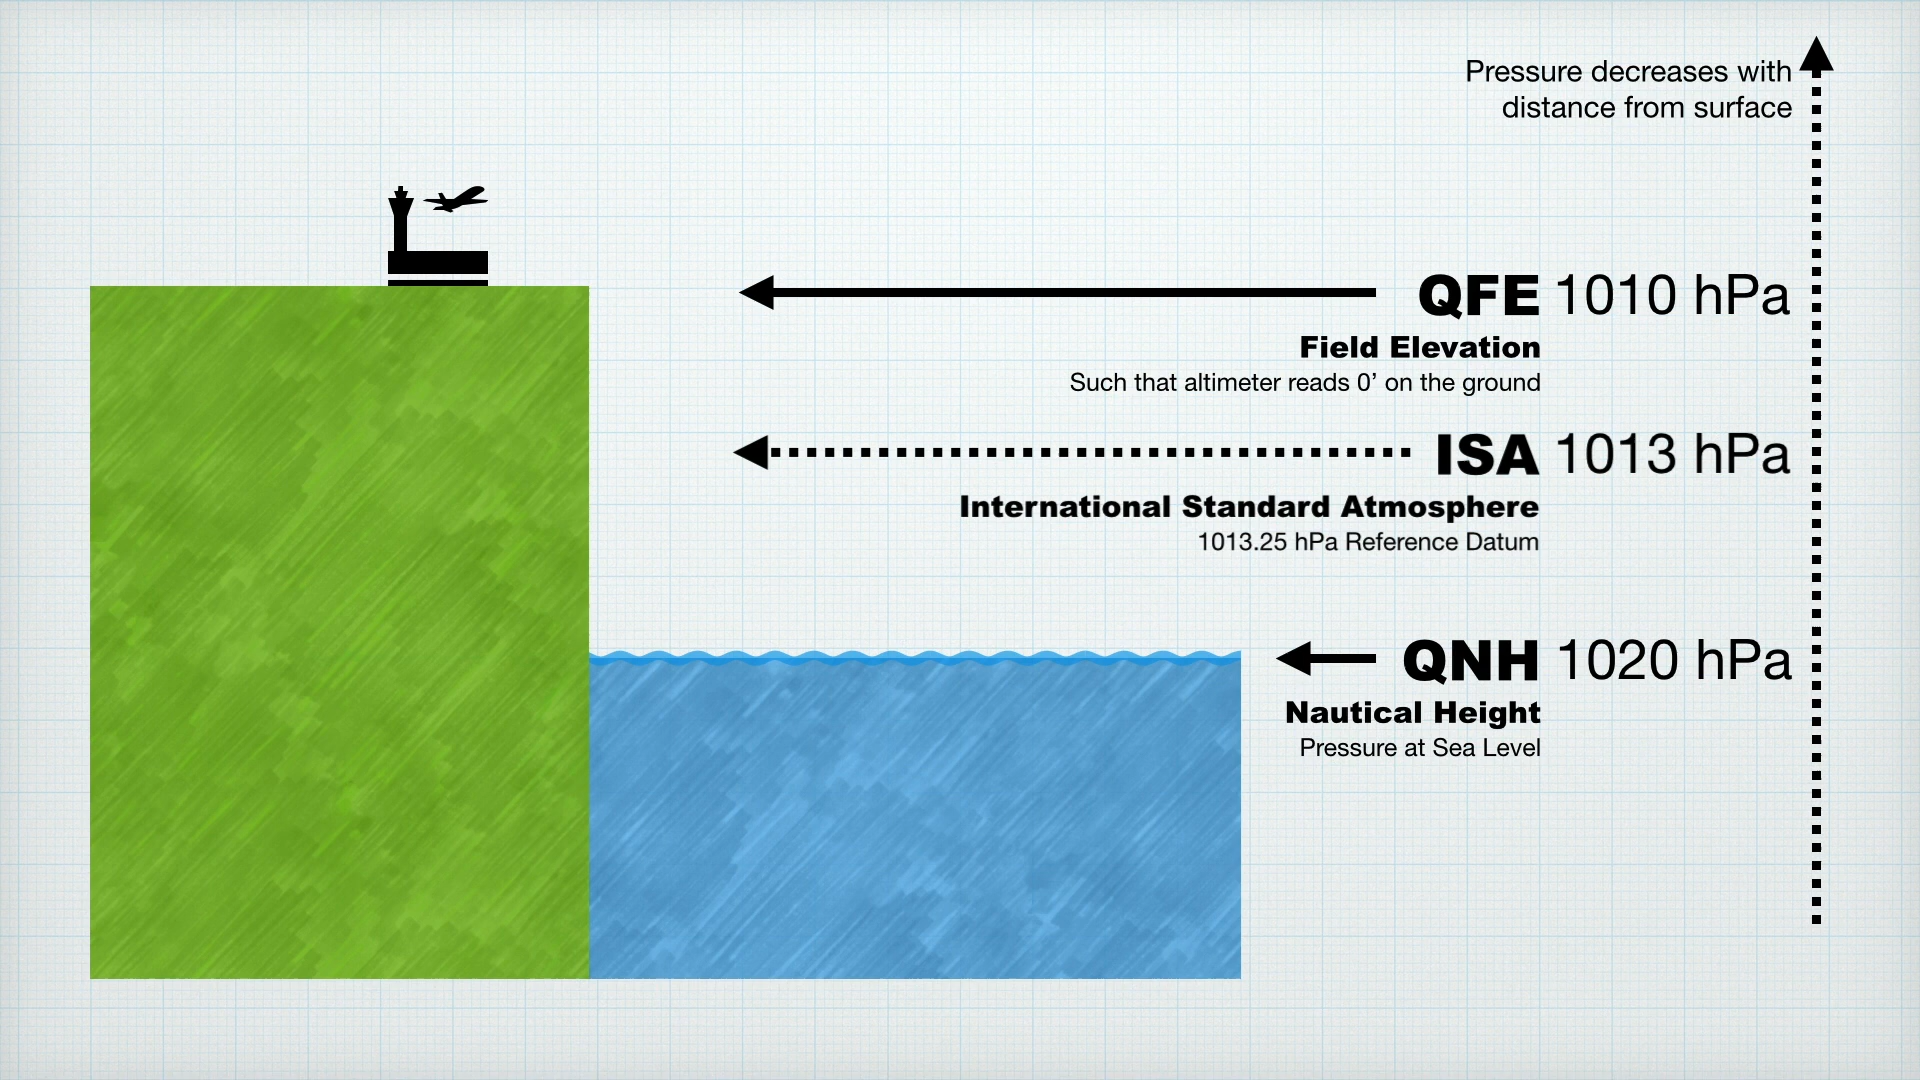 Pressure decreases with
distance from surface
QFE 1010 hPa
Field Elevation
Such that altimeter reads 0’ on the ground
ISA 1013 hPa
International Standard Atmosphere
1013.25 hPa Reference Datum
QNH 1020 hPa
Nautical Height
Pressure at Sea Level